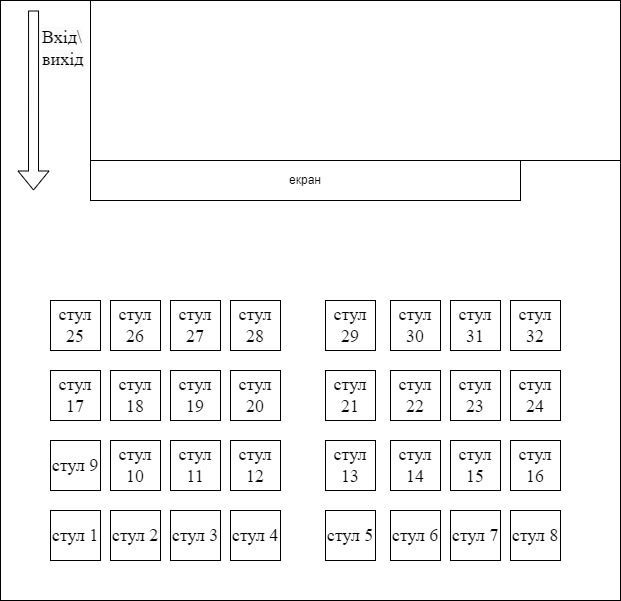 Вхід\
вихід
екран
стул
25
стул
26
стул
27
стул
28
стул
29
стул
30
стул
31
стул
32
стул
17
стул
18
стул
19
стул
20
стул
21
стул
22
стул
23
стул
24
стул 9
стул
10
стул
11
стул
12
стул
13
стул
14
стул
15
стул
16
стул 1
стул 2
стул 3
стул 4
стул 5
стул 6
стул 7
стул 8